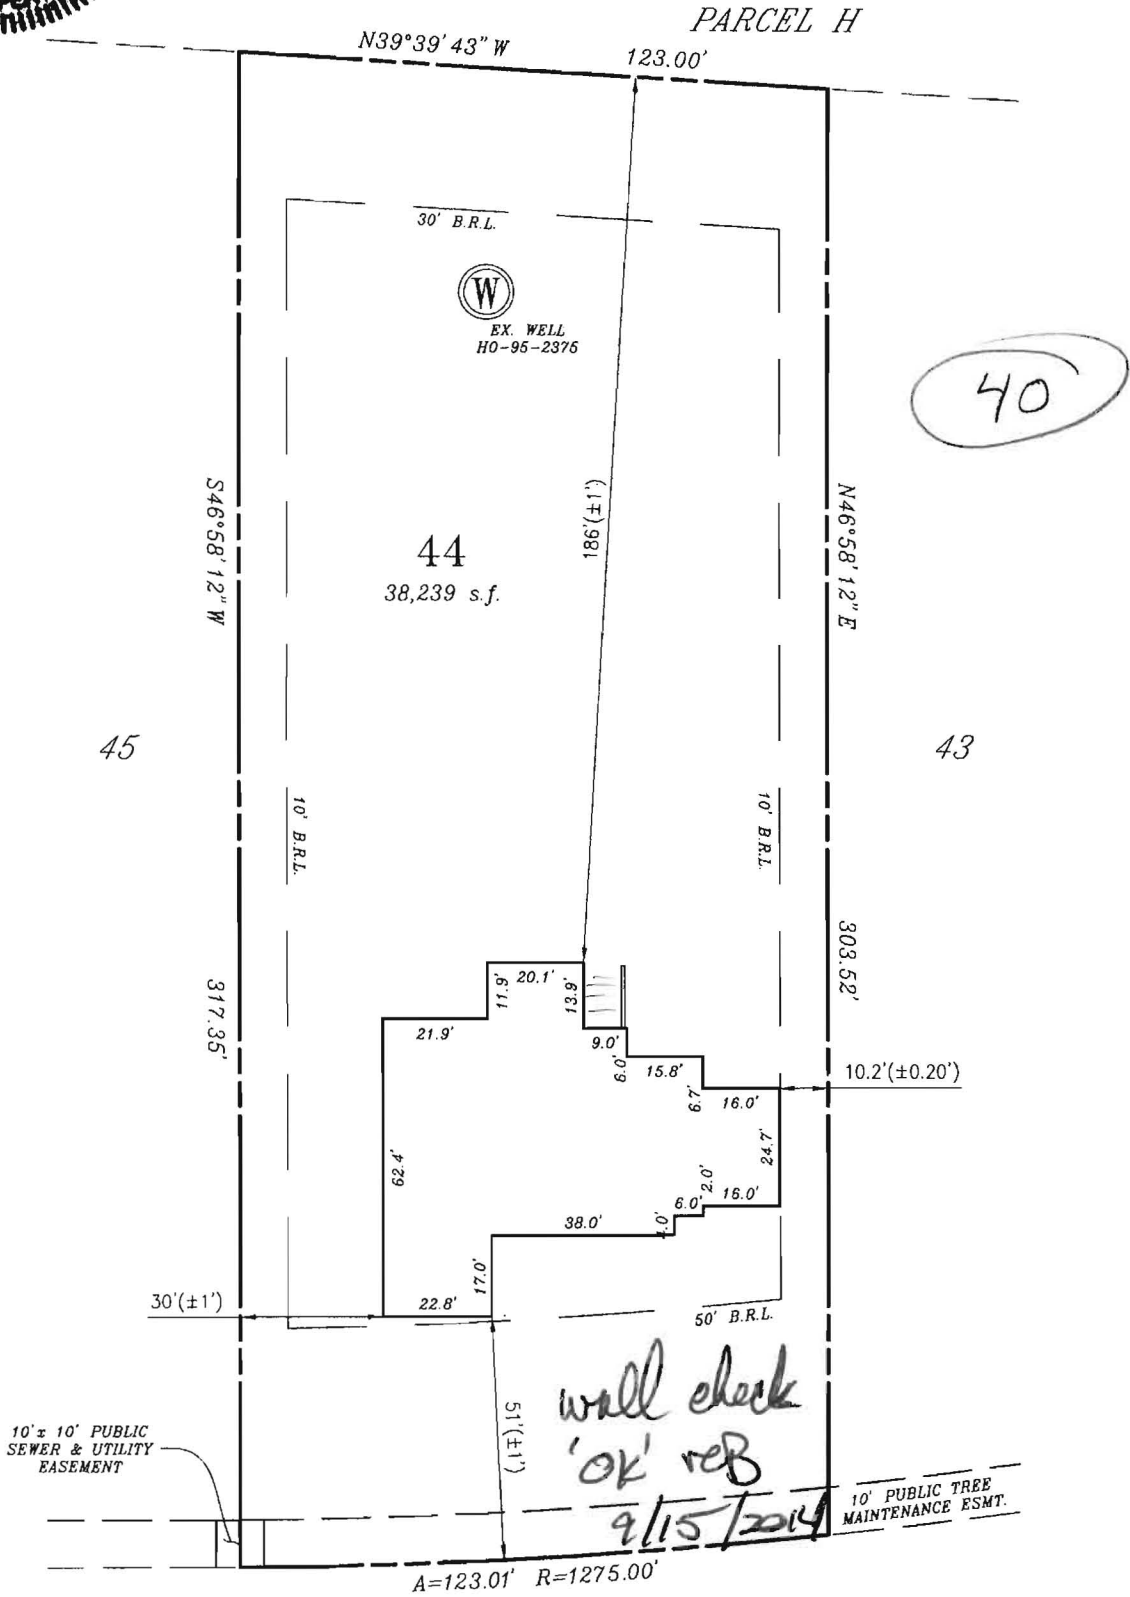 PARCEL H
N39°39'43" W
123.00'
30' B.R.L.
W
EX. WELL
HO-95-2375
40
186'(±1')
S46°58'12" W
N46°58'12" E
44
38,239 s.f.
45
43
10' B.R.L.
10' B.R.L.
317.35'
303.52'
20.1'
11.9'
13.9'
21.9'
9.0'
6.0'
15.8'
6.7'
16.0'
10.2'(±0.20')
62.4'
24.7'
2.0'
6.0'
16.0'
38.0'
4.0'
17.0'
30'(±1')
22.8'
50' B.R.L.
51'(±1')
wall check
'OK' reB
9/15/2014
10' x 10' PUBLIC
SEWER & UTILITY
EASEMENT
10' PUBLIC TREE
MAINTENANCE ESMT.
A=123.01' R=1275.00'